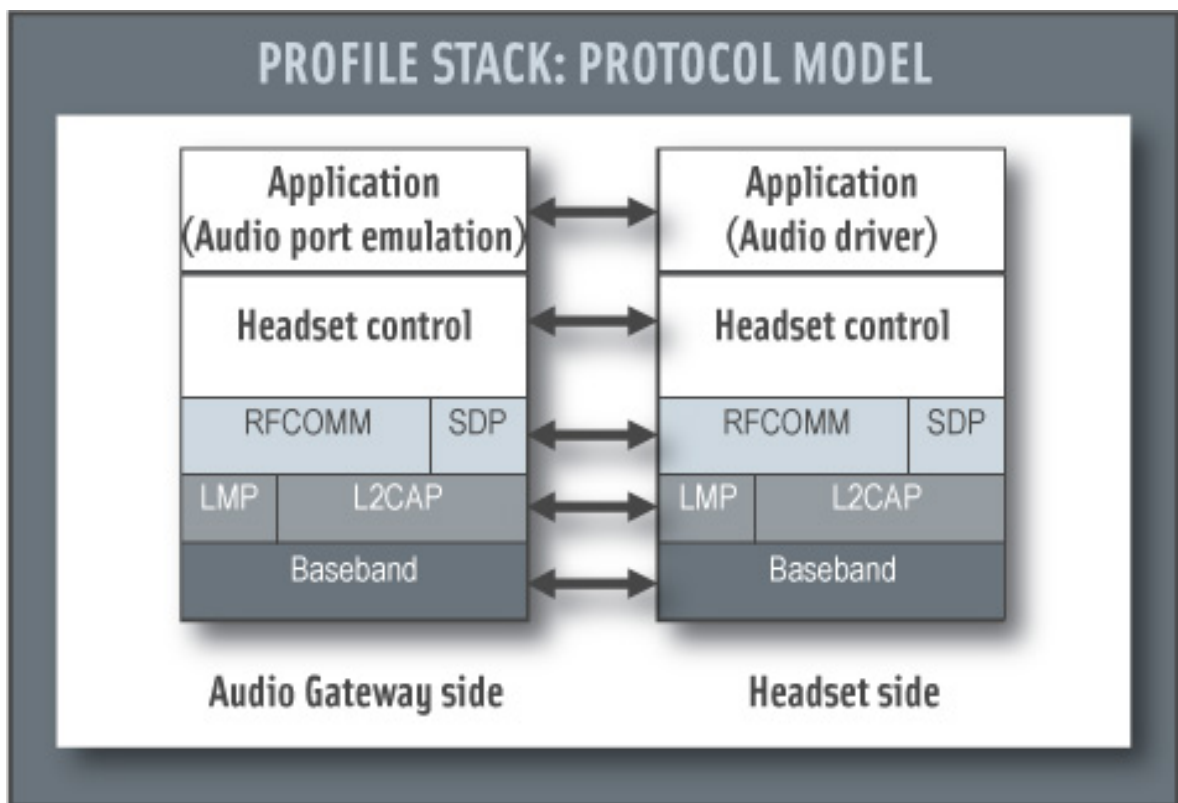 PROFILE STACK: PROTOCOL MODEL
Application
(Audio port emulation)
Headset control
RFCOMM
SDP
LMP
L2CAP
Baseband
Audio Gateway side
Application
(Audio driver)
Headset control
RFCOMM
SDP
LMP
L2CAP
Baseband
Headset side